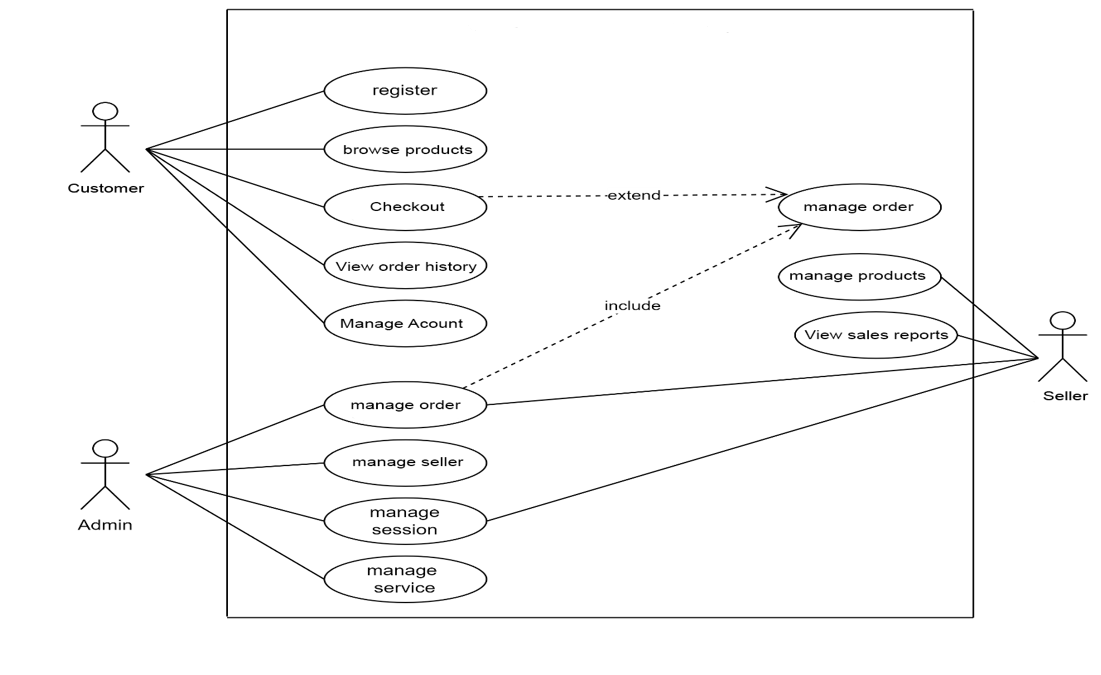 register
browse products
Customer
extend
Checkout
manage order
View order history
manage products
include
Manage Acount
View sales reports
Seller
manage order
manage seller
Admin
manage
session
manage
service